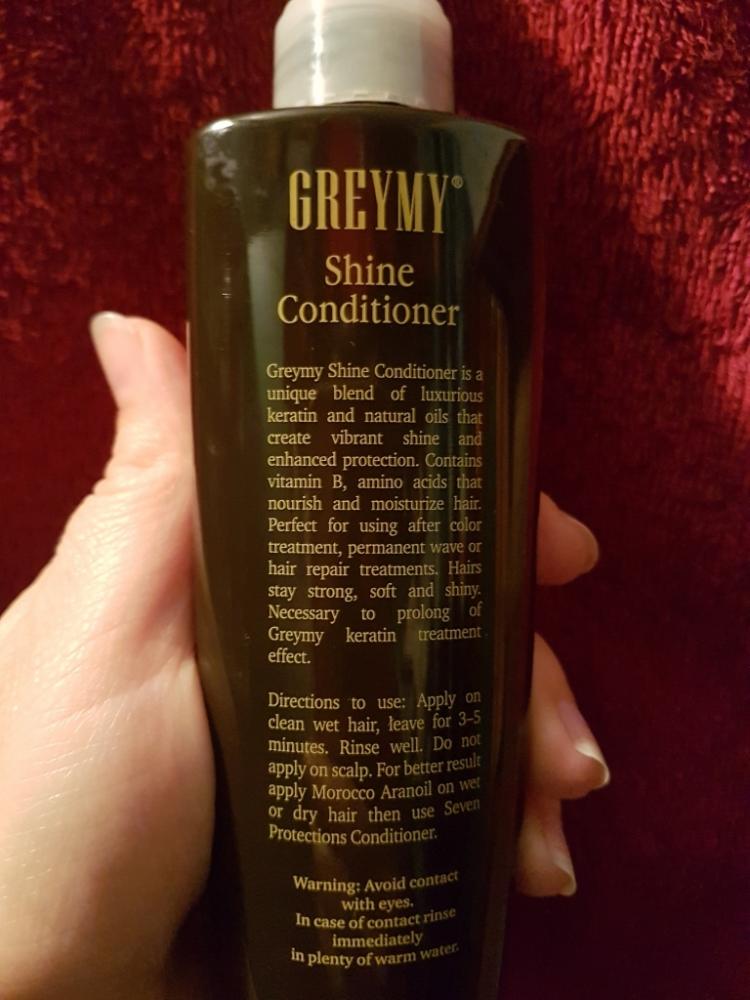 GREYMY®
Shine
Conditioner
Greymy Shine Conditioner is a
unique blend of luxurious
keratin and natural oils that
create vibrant shine and
enhanced protection. Contains
vitamin B, amino acids that
nourish and moisturize hair.
Perfect for using after color
treatment, permanent wave or
hair repair treatments. Hairs
stay strong, soft and shiny.
Necessary to prolong of
Greymy keratin treatment
effect.
Directions to use: Apply on
clean wet hair, leave for 3–5
minutes. Rinse well. Do not
apply on scalp. For better result
apply Morocco Aranoil on wet
or dry hair then use Seven
Protections Conditioner.
Warning: Avoid contact
with eyes.
In case of contact rinse
immediately
in plenty of warm water.